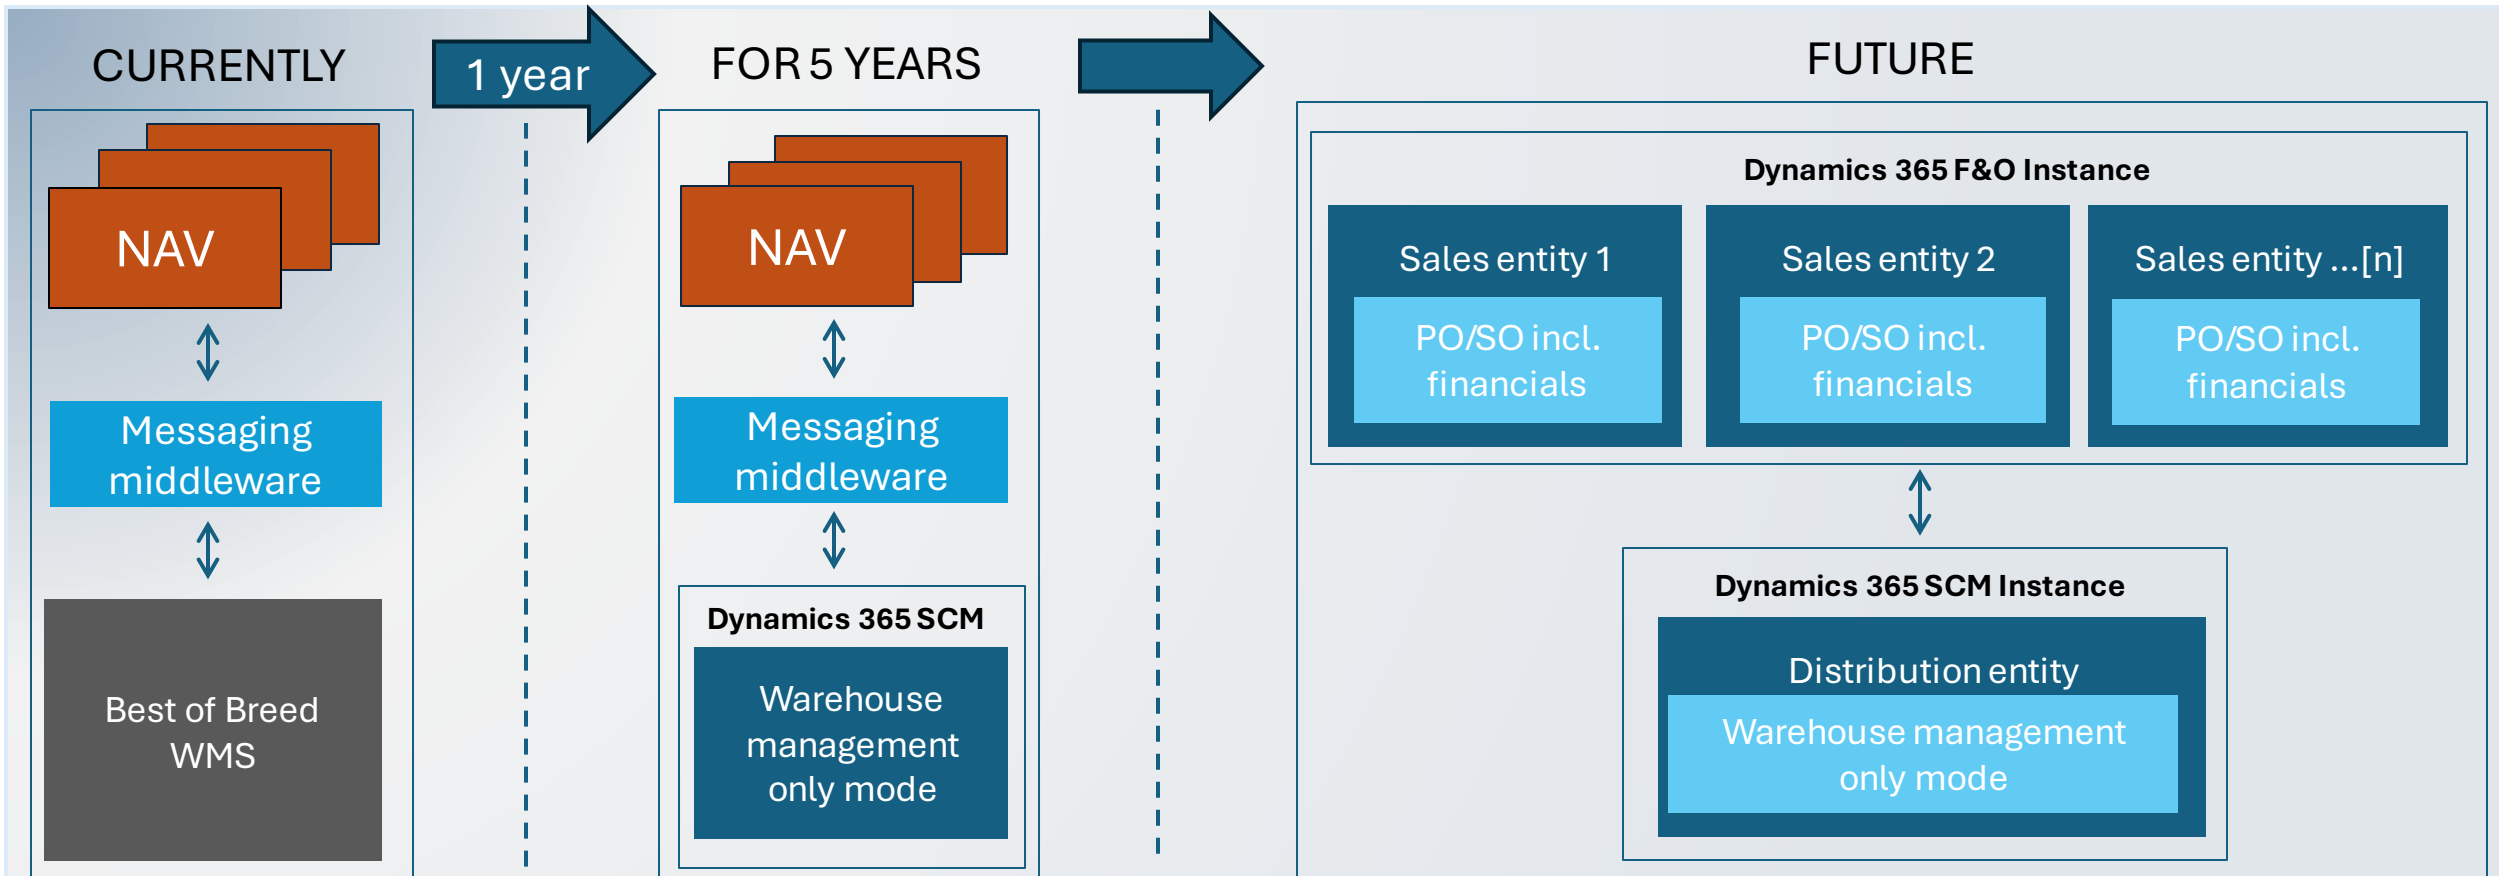 CURRENTLY
1 year
FOR 5 YEARS
FUTURE
NAV
Messaging
middleware
Best of Breed
WMS
NAV
Messaging
middleware
Dynamics 365 SCM
Warehouse
management
only mode
Dynamics 365 F&O Instance
Sales entity 1
PO/SO incl.
financials
Sales entity 2
PO/SO incl.
financials
Sales entity ...[n]
PO/SO incl.
financials
Dynamics 365 SCM Instance
Distribution entity
Warehouse management
only mode